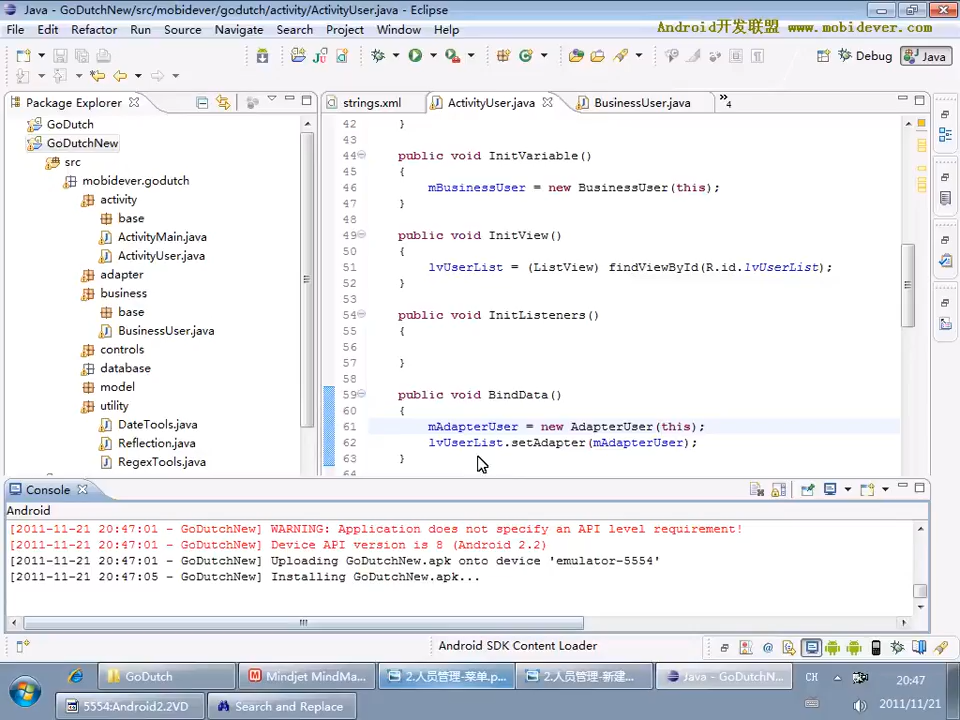 Java - GoDutchNew/src/mobidever/godutch/activity/ActivityUser.java - Eclipse
File Edit Refactor Run Source Navigate Search Project Window Help
Android开发联盟 www.mobidever.com
Debug Java
Package Explorer
strings.xml ActivityUser.java BusinessUser.java »4
GoDutch
GoDutchNew
src
mobidever.godutch
activity
base
ActivityMain.java
ActivityUser.java
adapter
business
base
BusinessUser.java
controls
database
model
utility
DateTools.java
Reflection.java
RegexTools.java
42 }
43
44 public void InitVariable()
45 {
46 mBusinessUser = new BusinessUser(this);
47 }
48
49 public void InitView()
50 {
51 lvUserList = (ListView) findViewById(R.id.lvUserList);
52 }
53
54 public void InitListeners()
55 {
56
57 }
58
59 public void BindData()
60 {
61 mAdapterUser = new AdapterUser(this);
62 lvUserList.setAdapter(mAdapterUser);
63 }
64
Console
Android
[2011-11-21 20:47:01 - GoDutchNew] WARNING: Application does not specify an API level requirement!
[2011-11-21 20:47:01 - GoDutchNew] Device API version is 8 (Android 2.2)
[2011-11-21 20:47:01 - GoDutchNew] Uploading GoDutchNew.apk onto device 'emulator-5554'
[2011-11-21 20:47:05 - GoDutchNew] Installing GoDutchNew.apk...
Android SDK Content Loader
GoDutch Mindjet MindMa... 2.人员管理-菜单.p... 2.人员管理-新建... Java - GoDutchN... CH 20:47
5554:Android2.2VD Search and Replace 2011/11/21